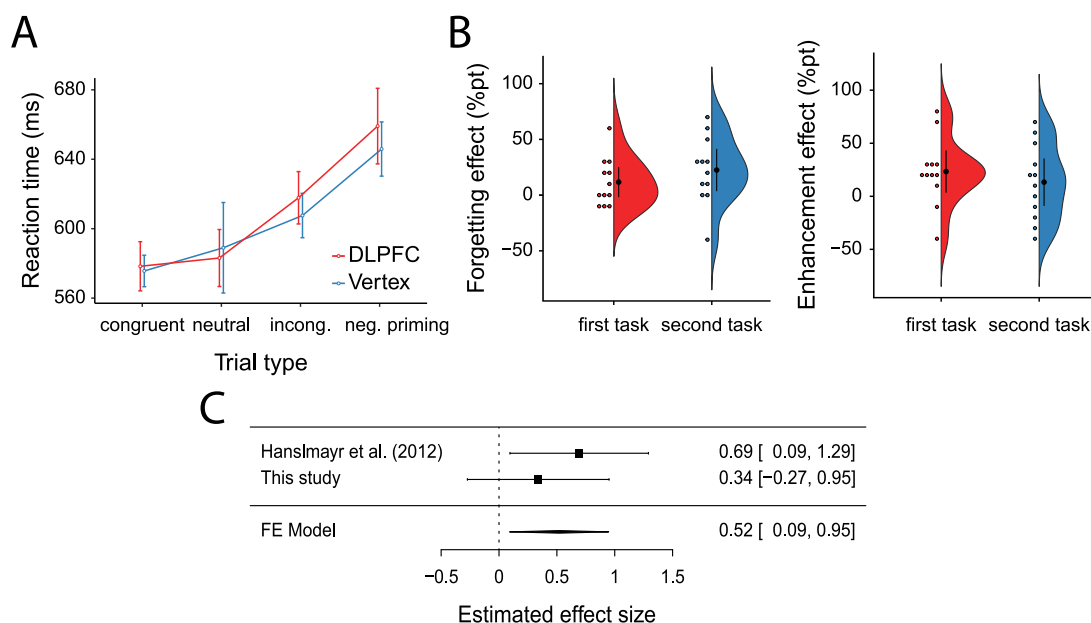 A
Reaction time (ms)
680
640
600
560
DLPFC
Vertex
congruent neutral incong. neg. priming
Trial type
B
Forgetting effect (%pt)
100
50
0
−50
first task second task
Enhancement effect (%pt)
100
50
0
−50
first task second task
C
Hanslmayr et al. (2012) 0.69 [ 0.09, 1.29]
This study 0.34 [−0.27, 0.95]
FE Model 0.52 [ 0.09, 0.95]
−0.5 0 0.5 1 1.5
Estimated effect size